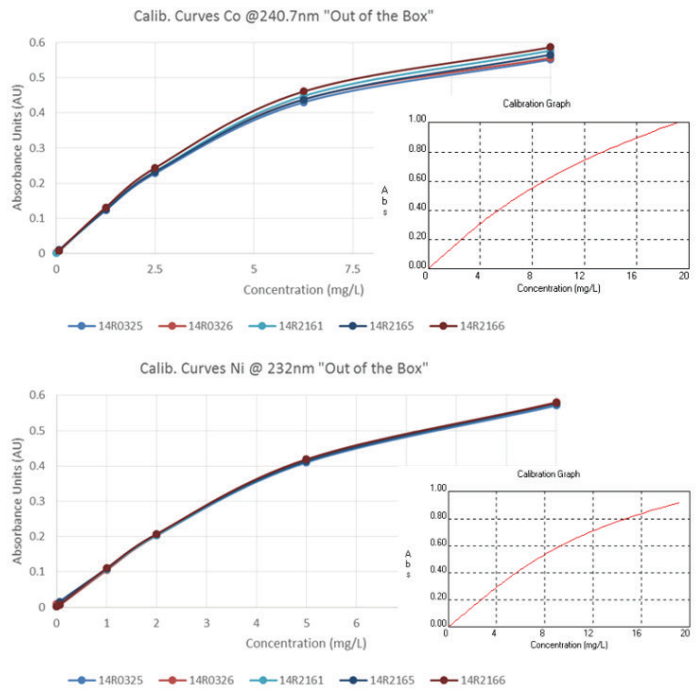 Calib. Curves Co @240.7nm "Out of the Box"
Absorbance Units (AU)
0.6
0.5
0.4
0.3
0.2
0.1
0
0 2.5 5 7.5
Concentration (mg/L)
Calibration Graph
Abs
1.00
0.80
0.60
0.40
0.20
0.00
0 4 8 12 16 20
Concentration (mg/L)
14R0325 14R0326 14R2161 14R2165 14R2166
Calib. Curves Ni @ 232nm "Out of the Box"
Absorbance Units (AU)
0.6
0.5
0.4
0.3
0.2
0.1
0
0 1 2 3 4 5 6
Concentration (mg/L)
Calibration Graph
Abs
1.00
0.80
0.60
0.40
0.20
0.00
0 4 8 12 16 20
Concentration (mg/L)
14R0325 14R0326 14R2161 14R2165 14R2166